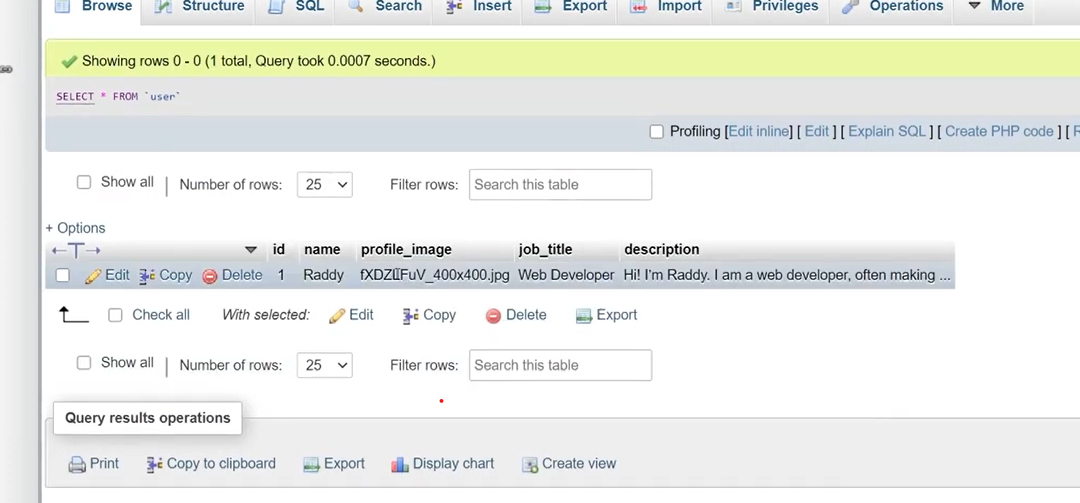 Browse Structure SQL Search Insert Export Import Privileges Operations More
Showing rows 0 - 0 (1 total, Query took 0.0007 seconds.)
SELECT * FROM `user`
Profiling [Edit inline] [ Edit ] [ Explain SQL ] [ Create PHP code ] [
Show all Number of rows: 25 Filter rows: Search this table
+ Options
←T→ id name profile_image job_title description
Edit Copy Delete 1 Raddy Web Developer Hi! I'm Raddy. I am a web developer, often making ...
Check all With selected: Edit Copy Delete Export
Show all Number of rows: 25 Filter rows: Search this table
Query results operations
Print Copy to clipboard Export Display chart Create view